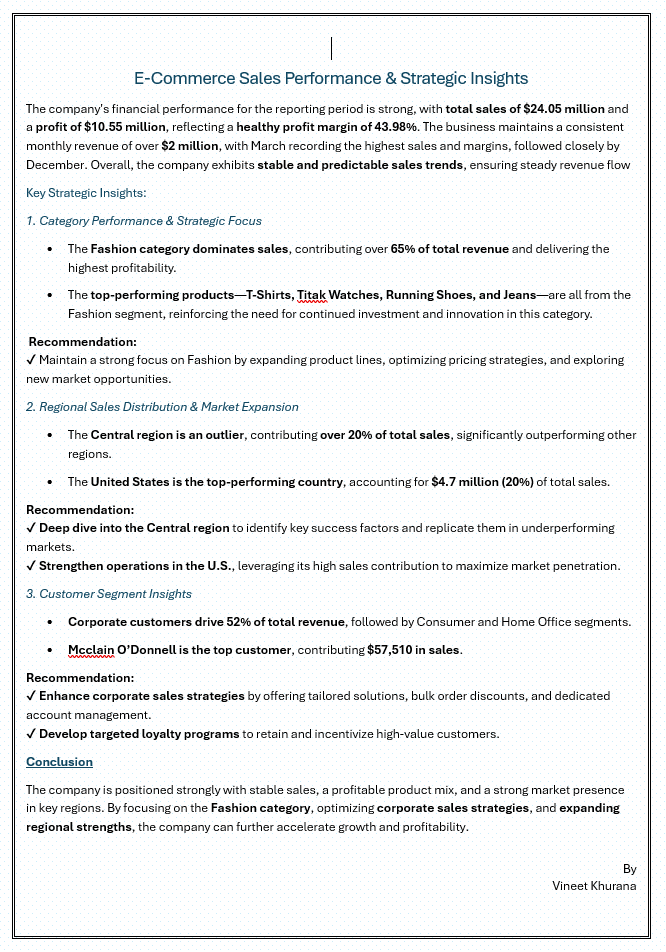 E-Commerce Sales Performance & Strategic Insights
The company's financial performance for the reporting period is strong, with total sales of $24.05 million and
a profit of $10.55 million, reflecting a healthy profit margin of 43.98%. The business maintains a consistent
monthly revenue of over $2 million, with March recording the highest sales and margins, followed closely by
December. Overall, the company exhibits stable and predictable sales trends, ensuring steady revenue flow
Key Strategic Insights:
1. Category Performance & Strategic Focus
• The Fashion category dominates sales, contributing over 65% of total revenue and delivering the
highest profitability.
• The top-performing products—T-Shirts, Titak Watches, Running Shoes, and Jeans—are all from the
Fashion segment, reinforcing the need for continued investment and innovation in this category.
Recommendation:
✓ Maintain a strong focus on Fashion by expanding product lines, optimizing pricing strategies, and exploring
new market opportunities.
2. Regional Sales Distribution & Market Expansion
• The Central region is an outlier, contributing over 20% of total sales, significantly outperforming other
regions.
• The United States is the top-performing country, accounting for $4.7 million (20%) of total sales.
Recommendation:
✓ Deep dive into the Central region to identify key success factors and replicate them in underperforming
markets.
✓ Strengthen operations in the U.S., leveraging its high sales contribution to maximize market penetration.
3. Customer Segment Insights
• Corporate customers drive 52% of total revenue, followed by Consumer and Home Office segments.
• Mcclain O’Donnell is the top customer, contributing $57,510 in sales.
Recommendation:
✓ Enhance corporate sales strategies by offering tailored solutions, bulk order discounts, and dedicated
account management.
✓ Develop targeted loyalty programs to retain and incentivize high-value customers.
Conclusion
The company is positioned strongly with stable sales, a profitable product mix, and a strong market presence
in key regions. By focusing on the Fashion category, optimizing corporate sales strategies, and expanding
regional strengths, the company can further accelerate growth and profitability.
By
Vineet Khurana